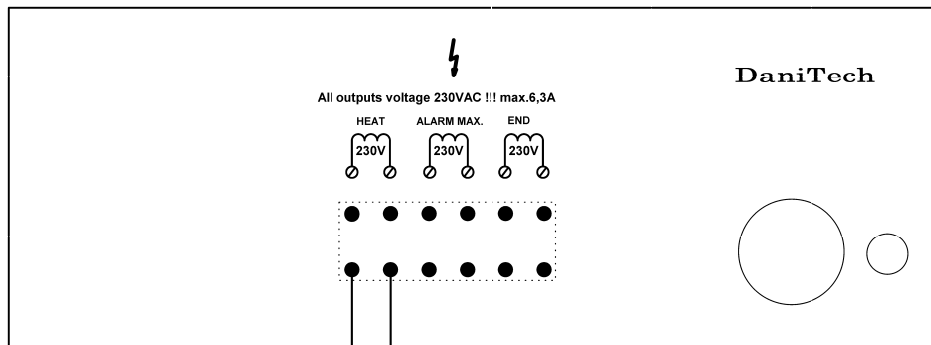 DaniTech
All outputs voltage 230VAC !!! max.6,3A
HEAT ALARM MAX. END
230V 230V 230V